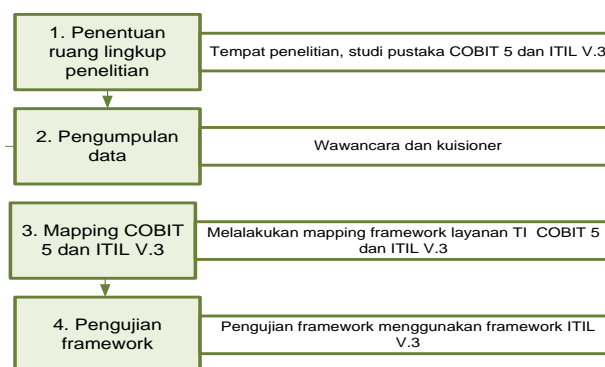 1. Penentuan
ruang lingkup
penelitian
Tempat penelitian, studi pustaka COBIT 5 dan ITIL V.3
2. Pengumpulan
data
Wawancara dan kuisioner
3. Mapping COBIT
5 dan ITIL V.3
Melalakukan mapping framework layanan TI COBIT 5
dan ITIL V.3
4. Pengujian
framework
Pengujian framework menggunakan framework ITIL
V.3